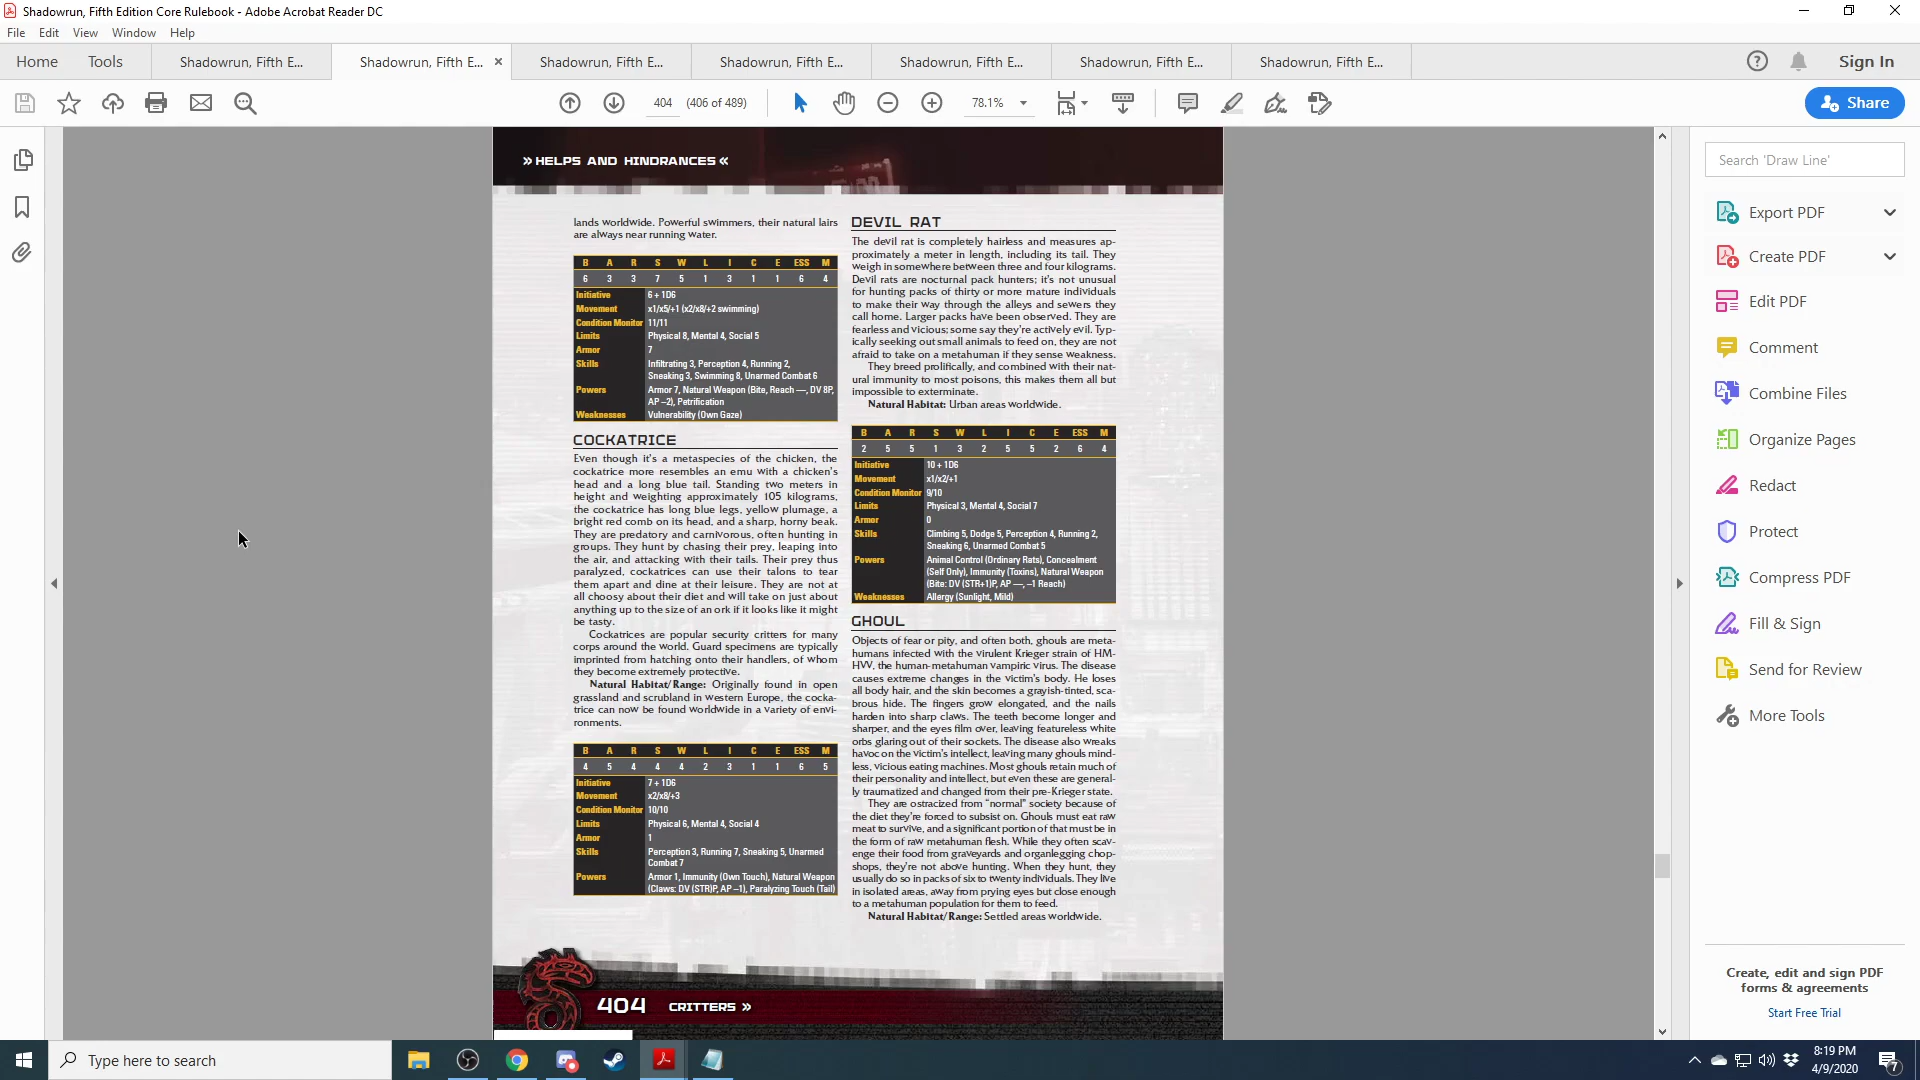 Shadowrun, Fifth Edition Core Rulebook - Adobe Acrobat Reader DC
File Edit View Window Help
Home Tools Shadowrun, Fifth E... Shadowrun, Fifth E... × Shadowrun, Fifth E... Shadowrun, Fifth E... Shadowrun, Fifth E... Shadowrun, Fifth E... Shadowrun, Fifth E... Sign In
404 (406 of 489) 78.1% Share
» HELPS AND HINDRANCES «
lands worldwide. Powerful swimmers, their natural lairs
are always near running water.
B A R S W L I C E ESS M
6 3 3 7 5 1 3 1 1 6 4
Initiative 6 + 1D6
Movement x1/x5/+1 (x2/x8/+2 swimming)
Condition Monitor 11/11
Limits Physical 8, Mental 4, Social 5
Armor 7
Skills Infiltrating 3, Perception 4, Running 2,
Sneaking 3, Swimming 8, Unarmed Combat 6
Powers Armor 7, Natural Weapon (Bite, Reach —, DV 8P,
AP –2), Petrification
Weaknesses Vulnerability (Own Gaze)
COCKATRICE
Even though it's a metaspecies of the chicken, the
cockatrice more resembles an emu with a chicken's
head and a long blue tail. Standing two meters in
height and weighting approximately 105 kilograms,
the cockatrice has long blue legs, yellow plumage, a
bright red comb on its head, and a sharp, horny beak.
They are predatory and carnivorous, often hunting in
groups. They hunt by chasing their prey, leaping into
the air, and attacking with their tails. Their prey thus
paralyzed, cockatrices can use their talons to tear
them apart and dine at their leisure. They are not at
all choosy about their diet and will take on just about
anything up to the size of an ork if it looks like it might
be tasty.
Cockatrices are popular security critters for many
corps around the world. Guard specimens are typically
imprinted from hatching onto their handlers, of whom
they become extremely protective.
Natural Habitat/Range: Originally found in open
grassland and scrubland in western Europe, the cocka-
trice can now be found worldwide in a variety of envi-
ronments.
B A R S W L I C E ESS M
4 5 4 4 4 2 3 1 1 6 5
Initiative 7 + 1D6
Movement x2/x8/+3
Condition Monitor 10/10
Limits Physical 6, Mental 4, Social 4
Armor 1
Skills Perception 3, Running 7, Sneaking 5, Unarmed
Combat 7
Powers Armor 1, Immunity (Own Touch), Natural Weapon
(Claws: DV (STR)P, AP –1), Paralyzing Touch (Tail)
DEVIL RAT
The devil rat is completely hairless and measures ap-
proximately a meter in length, including its tail. They
weigh in somewhere between three and four kilograms.
Devil rats are nocturnal pack hunters; it's not unusual
for hunting packs of thirty or more mature individuals
to make their way through the alleys and sewers they
call home. Larger packs have been observed. They are
fearless and vicious; some say they're actively evil. Typ-
ically seeking out small animals to feed on, they are not
afraid to take on a metahuman if they sense weakness.
They breed prolifically, and combined with their nat-
ural immunity to most poisons, this makes them all but
impossible to exterminate.
Natural Habitat: Urban areas worldwide.
B A R S W L I C E ESS M
2 5 5 1 3 2 5 5 2 6 4
Initiative 10 + 1D6
Movement x1/x2/+1
Condition Monitor 9/10
Limits Physical 3, Mental 4, Social 7
Armor 0
Skills Climbing 5, Dodge 5, Perception 4, Running 2,
Sneaking 6, Unarmed Combat 5
Powers Animal Control (Ordinary Rats), Concealment
(Self Only), Immunity (Toxins), Natural Weapon
(Bite: DV (STR+1)P, AP —, –1 Reach)
Weaknesses Allergy (Sunlight, Mild)
GHOUL
Objects of fear or pity, and often both, ghouls are meta-
humans infected with the virulent Krieger strain of HM-
HVV, the human-metahuman vampiric virus. The disease
causes extreme changes in the victim's body. He loses
all body hair, and the skin becomes a grayish-tinted, sca-
brous hide. The fingers grow elongated, and the nails
harden into sharp claws. The teeth become longer and
sharper, and the eyes film over, leaving featureless white
orbs glaring out of their sockets. The disease also wreaks
havoc on the victim's intellect, leaving many ghouls mind-
less, vicious eating machines. Most ghouls retain much of
their personality and intellect, but even these are general-
ly traumatized and changed from their pre-Krieger state.
They are ostracized from “normal” society because of
the diet they're forced to subsist on. Ghouls must eat raw
meat to survive, and a significant portion of that must be in
the form of raw metahuman flesh. While they often scav-
enge their food from graveyards and organlegging chop-
shops, they're not above hunting. When they hunt, they
usually do so in packs of six to twenty individuals. They live
in isolated areas, away from prying eyes but close enough
to a metahuman population for them to feed.
Natural Habitat/Range: Settled areas worldwide.
404 CRITTERS »
Search 'Draw Line'
Export PDF
Create PDF
Edit PDF
Comment
Combine Files
Organize Pages
Redact
Protect
Compress PDF
Fill & Sign
Send for Review
More Tools
Create, edit and sign PDF
forms & agreements
Start Free Trial
Type here to search
8:19 PM
4/9/2020
7